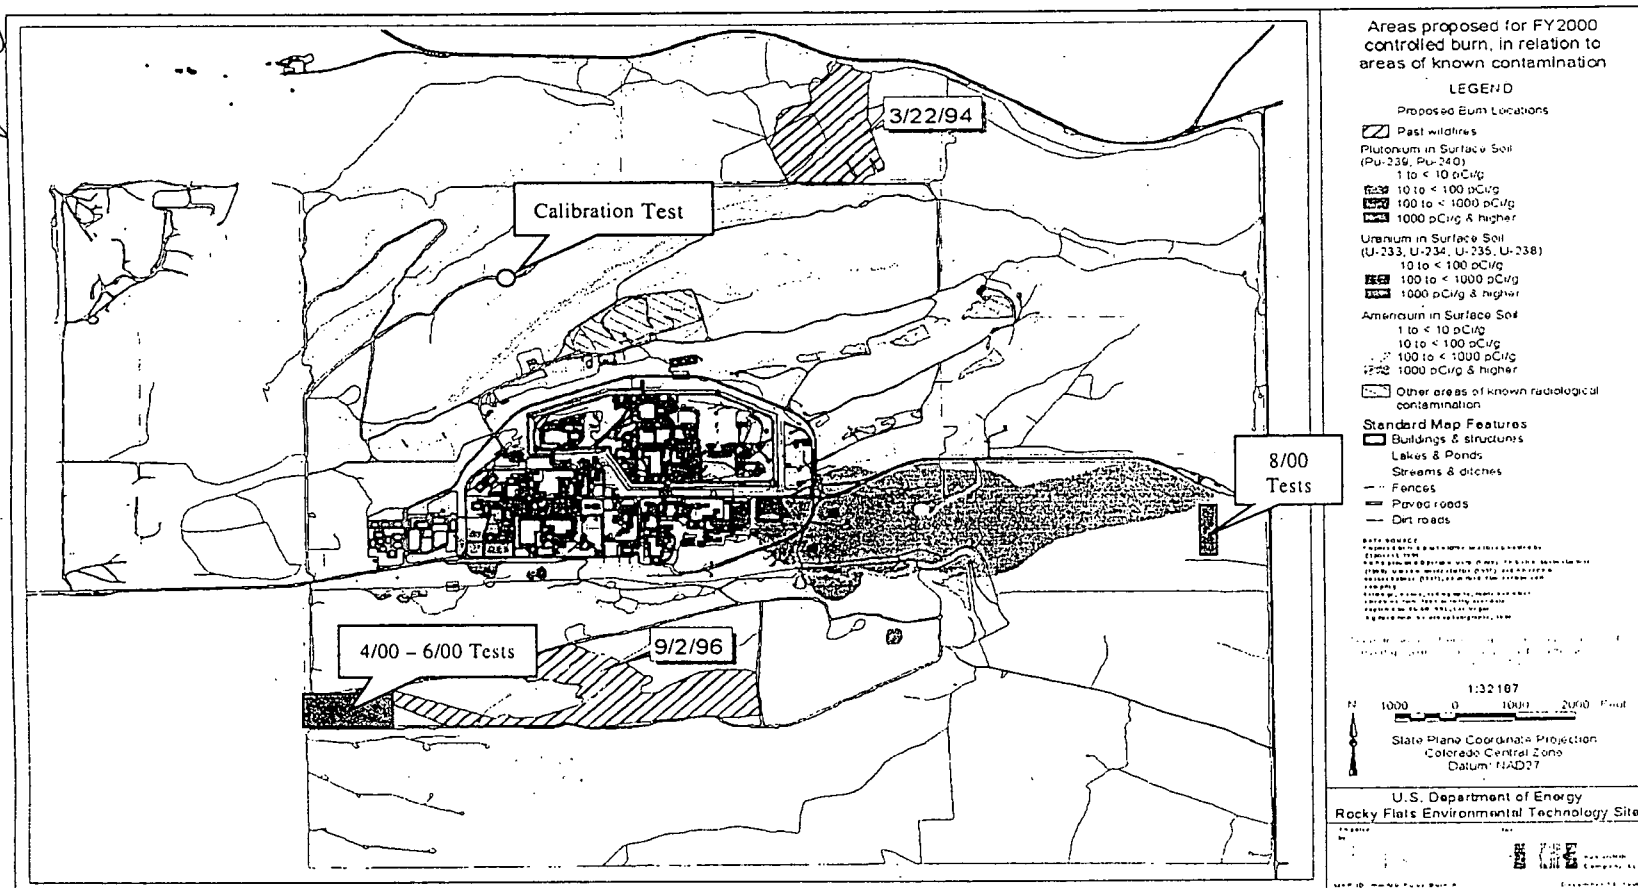 3/22/94
Calibration Test
8/00
Tests
4/00 – 6/00 Tests
9/2/96
Areas proposed for FY2000
controlled burn, in relation to
areas of known contamination
LEGEND
Proposed Burn Locations
Past wildfires
Plutonium in Surface Soil
(Pu-239, Pu-240)
1 to < 10 pCi/g
10 to < 100 pCi/g
100 to < 1000 pCi/g
1000 pCi/g & higher
Uranium in Surface Soil
(U-233, U-234, U-235, U-238)
10 to < 100 pCi/g
100 to < 1000 pCi/g
1000 pCi/g & higher
Americium in Surface Soil
1 to < 10 pCi/g
10 to < 100 pCi/g
100 to < 1000 pCi/g
1000 pCi/g & higher
Other areas of known radiological
contamination
Standard Map Features
Buildings & structures
Lakes & Ponds
Streams & ditches
Fences
Paved roads
Dirt roads
DATA SOURCE
1:32187
N
1000 0 1000 2000 Feet
State Plane Coordinate Projection
Colorado Central Zone
Datum: NAD27
U.S. Department of Energy
Rocky Flats Environmental Technology Site